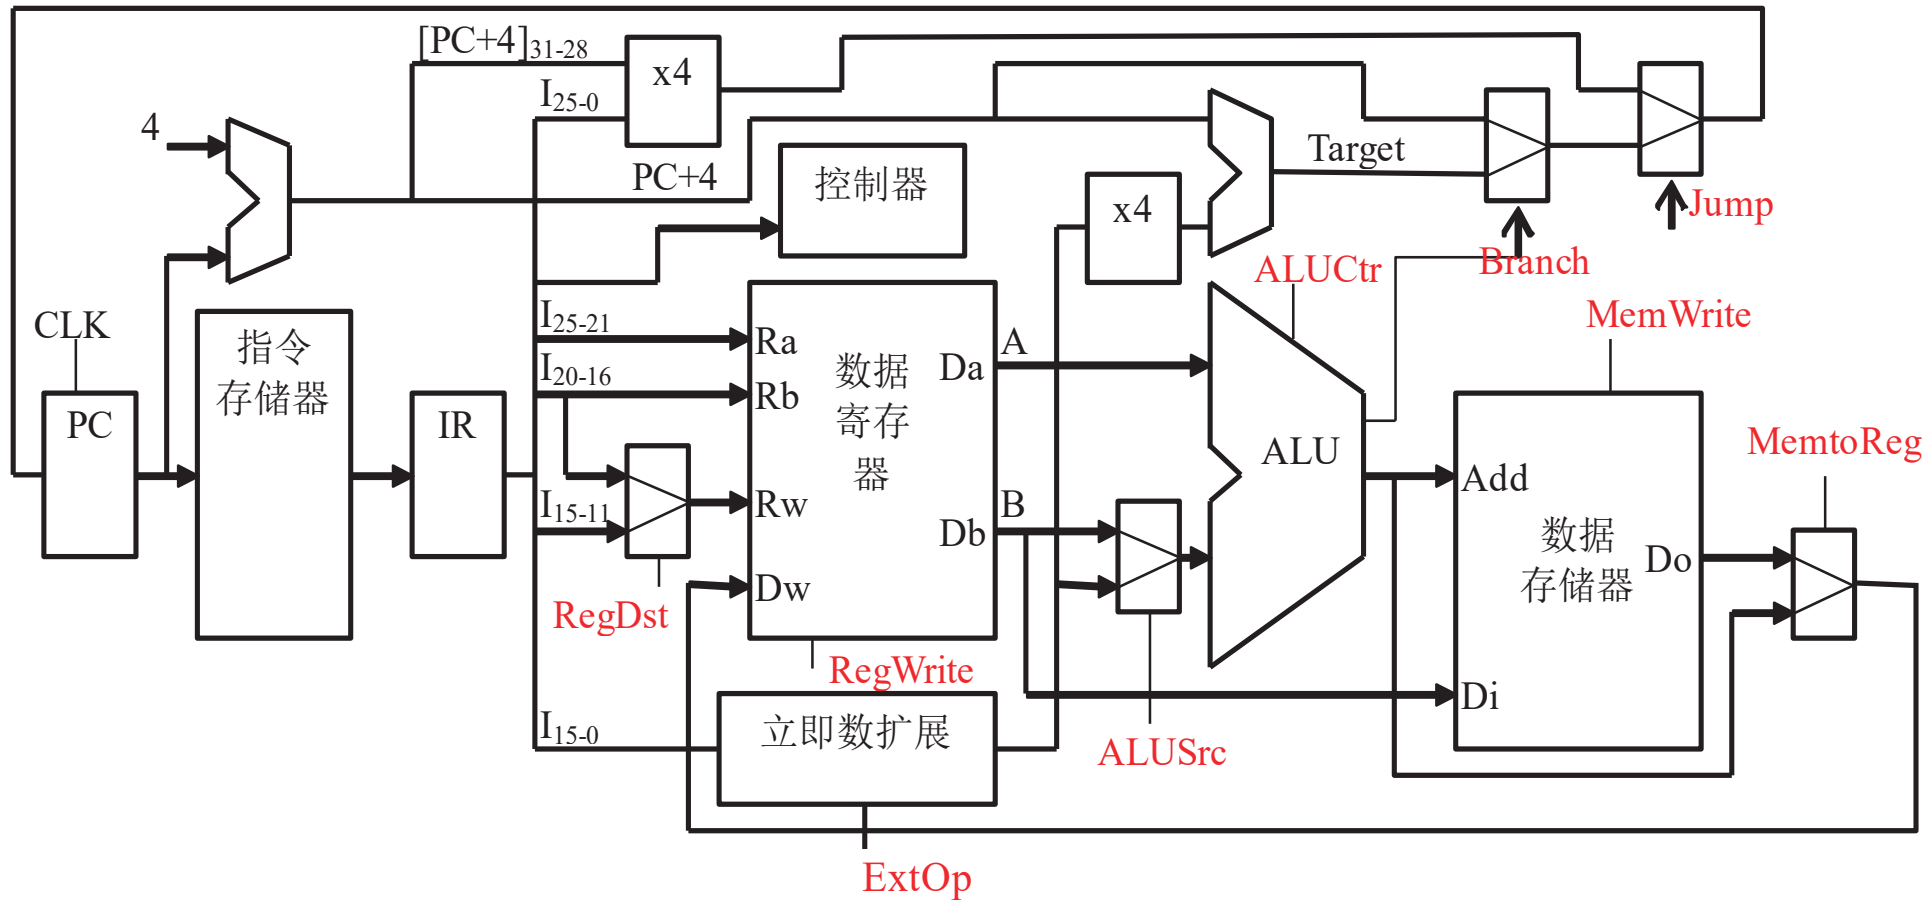 [PC+4]31-28
x4
I25-0
4
PC+4
控制器
Target
x4
Jump
Branch
ALUCtr
MemWrite
CLK
指令
存储器
I25-21
Ra
I20-16
Rb
数据
寄存
器
Da
A
PC
IR
ALU
MemtoReg
Add
I15-11
Rw
B
Db
数据
存储器
Do
Dw
RegDst
RegWrite
Di
I15-0
立即数扩展
ALUSrc
ExtOp